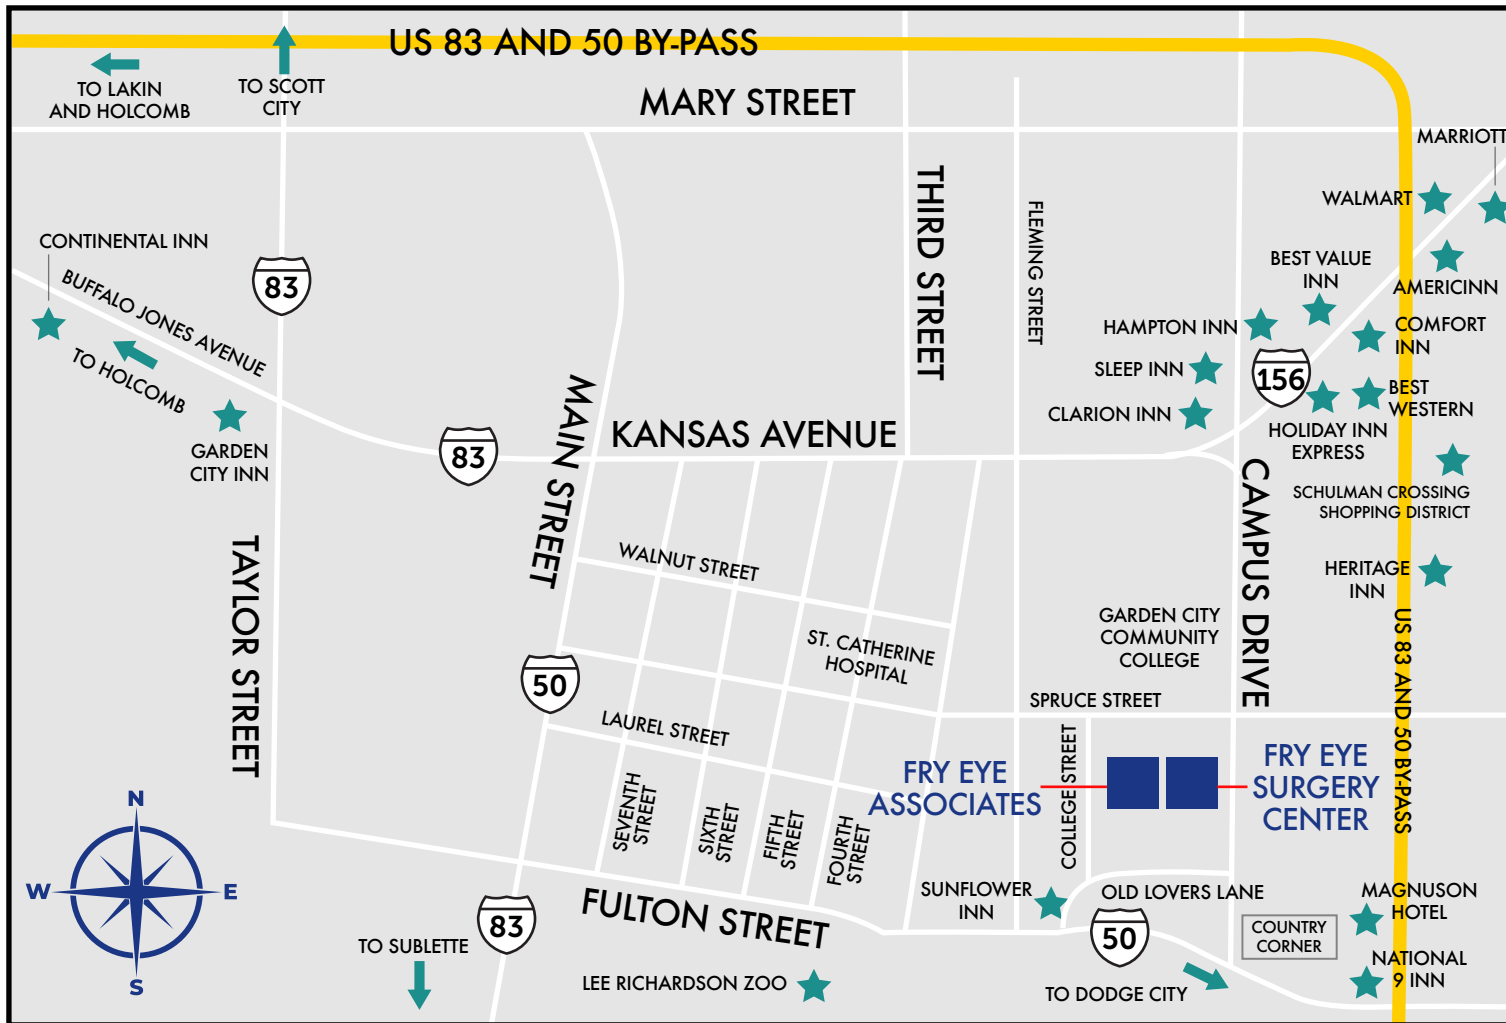 US 83 AND 50 BY-PASS
TO LAKIN
AND HOLCOMB
TO SCOTT
CITY
MARY STREET
MARRIOTT
WALMART
THIRD STREET
FLEMING STREET
CONTINENTAL INN
BUFFALO JONES AVENUE
83
BEST VALUE
INN
AMERICINN
HAMPTON INN
COMFORT
INN
SLEEP INN
156
TO HOLCOMB
CLARION INN
BEST
WESTERN
MAIN STREET
KANSAS AVENUE
HOLIDAY INN
EXPRESS
GARDEN
CITY INN
83
CAMPUS DRIVE
SCHULMAN CROSSING
SHOPPING DISTRICT
TAYLOR STREET
WALNUT STREET
HERITAGE
INN
GARDEN CITY
COMMUNITY
COLLEGE
US 83 AND 50 BY-PASS
ST. CATHERINE
HOSPITAL
50
SPRUCE STREET
LAUREL STREET
COLLEGE STREET
FRY EYE
ASSOCIATES
FRY EYE
SURGERY
CENTER
SEVENTH
STREET
SIXTH
STREET
FIFTH
STREET
FOURTH
STREET
N
W
E
S
SUNFLOWER
INN
OLD LOVERS LANE
MAGNUSON
HOTEL
FULTON STREET
83
50
COUNTRY
CORNER
TO SUBLETTE
LEE RICHARDSON ZOO
TO DODGE CITY
NATIONAL
9 INN